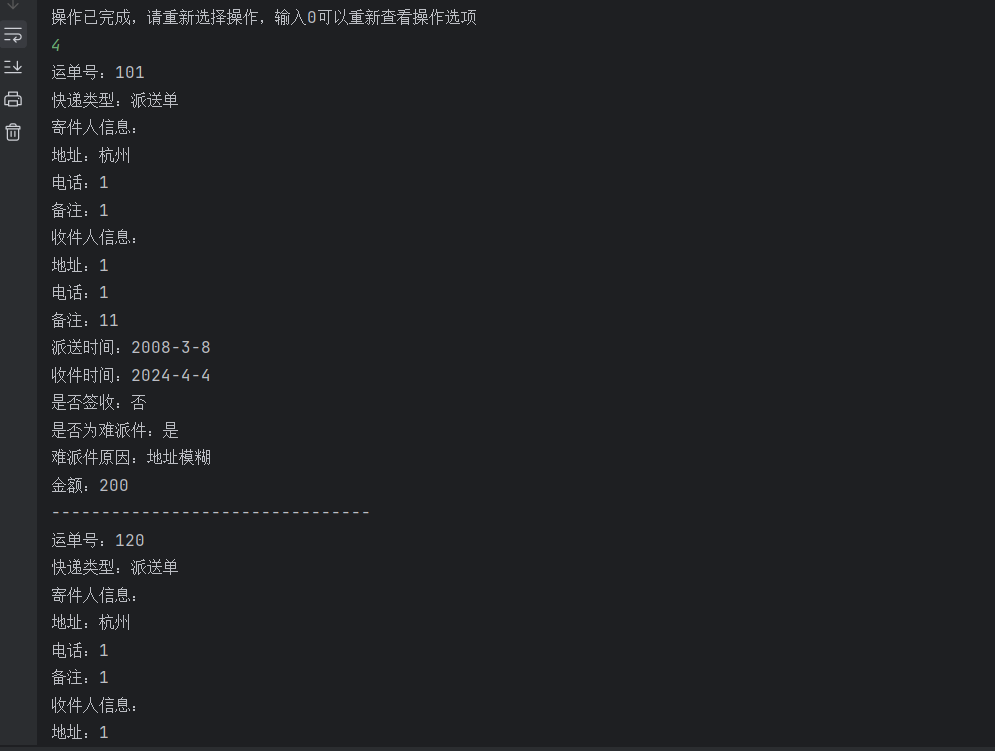 操作已完成，请重新选择操作，输入0可以重新查看操作选项
4
运单号：101
快递类型：派送单
寄件人信息：
地址：杭州
电话：1
备注：1
收件人信息：
地址：1
电话：1
备注：11
派送时间：2008-3-8
收件时间：2024-4-4
是否签收：否
是否为难派件：是
难派件原因：地址模糊
金额：200
--------------------------------
运单号：120
快递类型：派送单
寄件人信息：
地址：杭州
电话：1
备注：1
收件人信息：
地址：1